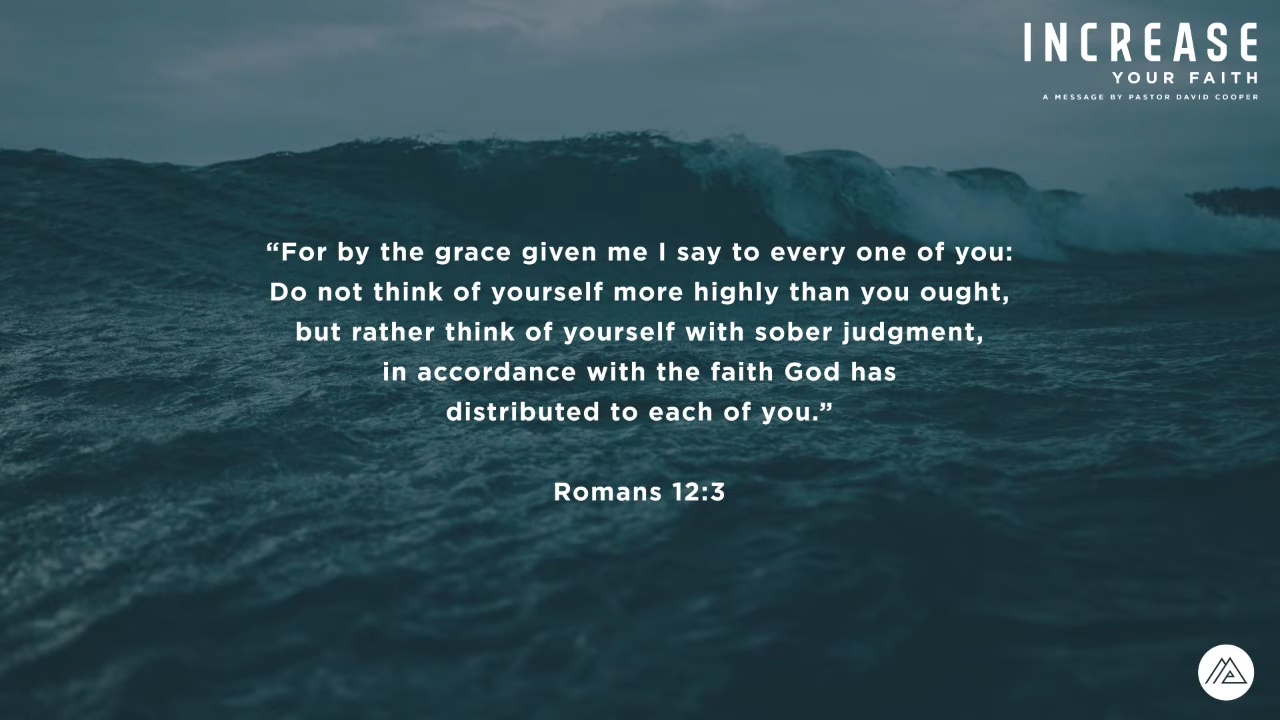 INCREASE
YOUR FAITH
A MESSAGE BY PASTOR DAVID COOPER
“For by the grace given me I say to every one of you:
Do not think of yourself more highly than you ought,
but rather think of yourself with sober judgment,
in accordance with the faith God has
distributed to each of you.”
Romans 12:3